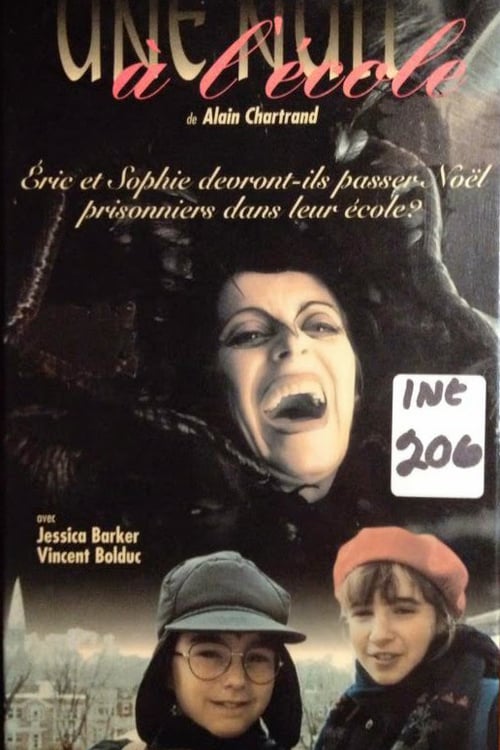 UNE NUIT
à l'école
de Alain Chartrand
Éric et Sophie devront-ils passer Noël
prisonniers dans leur école?
INE
206
avec
Jessica Barker
Vincent Bolduc